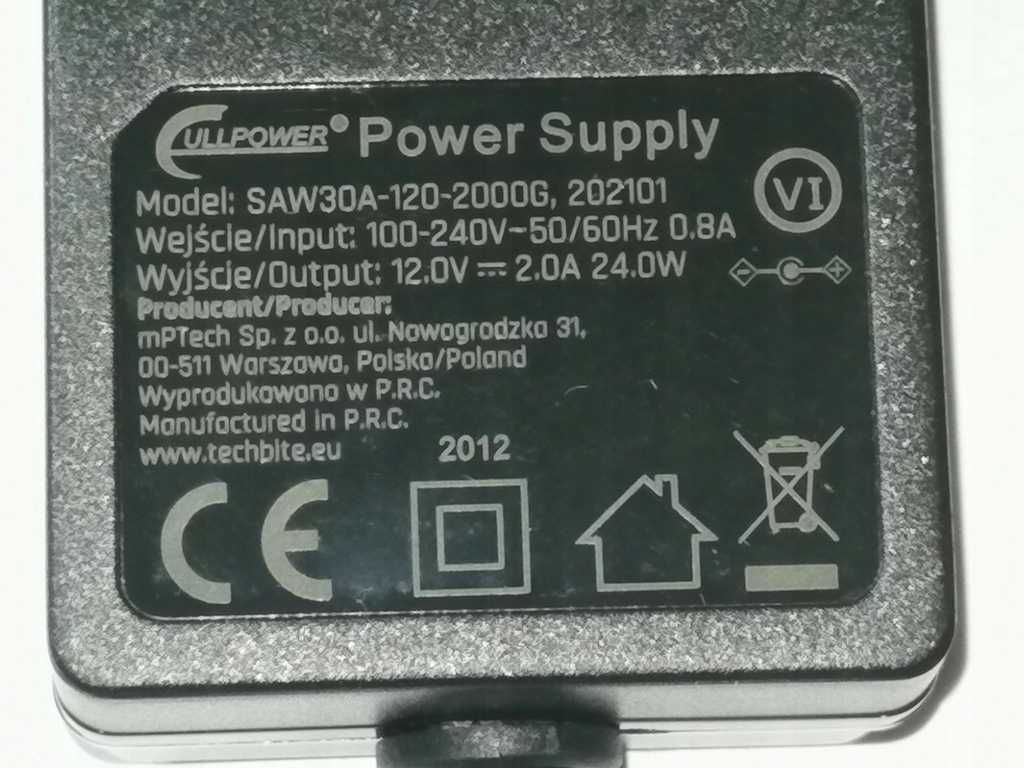 FULLPOWER® Power Supply
Model: SAW30A-120-2000G, 202101
VI
Wejście/Input: 100-240V~50/60Hz 0.8A
Wyjście/Output: 12.0V ⎓ 2.0A 24.0W
Producent/Producer:
mPTech Sp. z o.o. ul. Nowogrodzka 31,
00-511 Warszawa, Polska/Poland
Wyprodukowano w P.R.C.
Manufactured in P.R.C.
www.techbite.eu
2012
CE